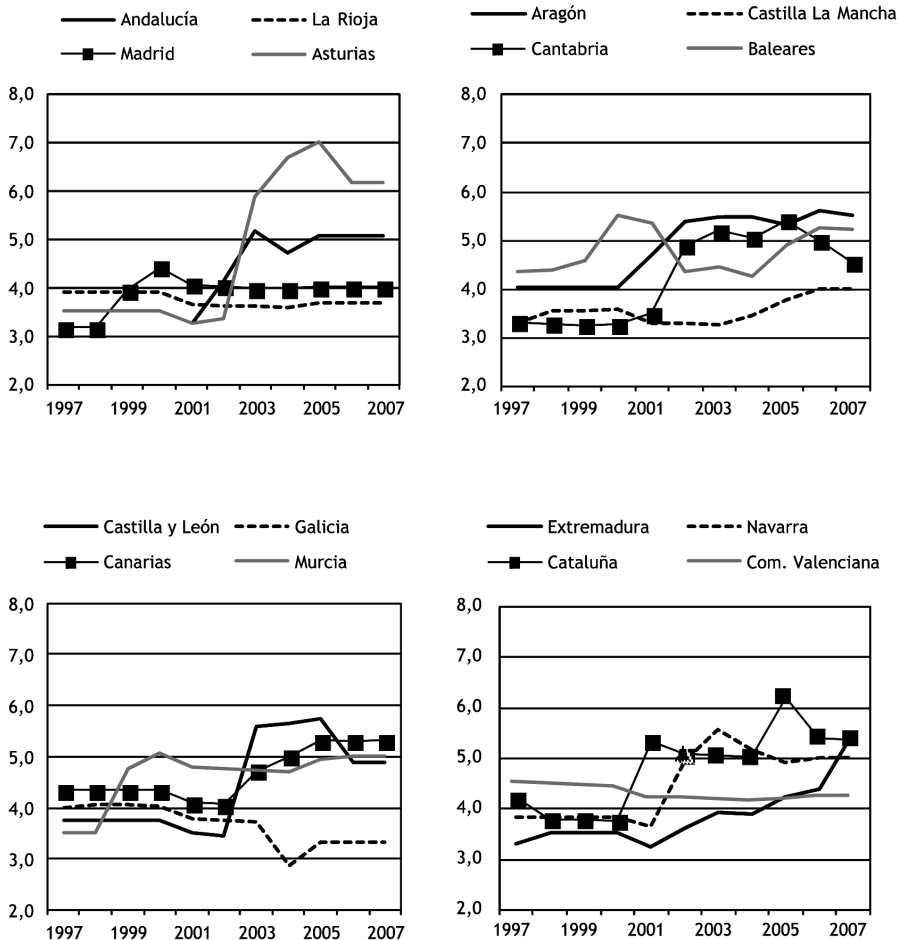 Andalucía La Rioja
Madrid Asturias
8,0
7,0
6,0
5,0
4,0
3,0
2,0
1997 1999 2001 2003 2005 2007
Aragón Castilla La Mancha
Cantabria Baleares
8,0
7,0
6,0
5,0
4,0
3,0
2,0
1997 1999 2001 2003 2005 2007
Castilla y León Galicia
Canarias Murcia
8,0
7,0
6,0
5,0
4,0
3,0
2,0
1997 1999 2001 2003 2005 2007
Extremadura Navarra
Cataluña Com. Valenciana
8,0
7,0
6,0
5,0
4,0
3,0
2,0
1997 1999 2001 2003 2005 2007